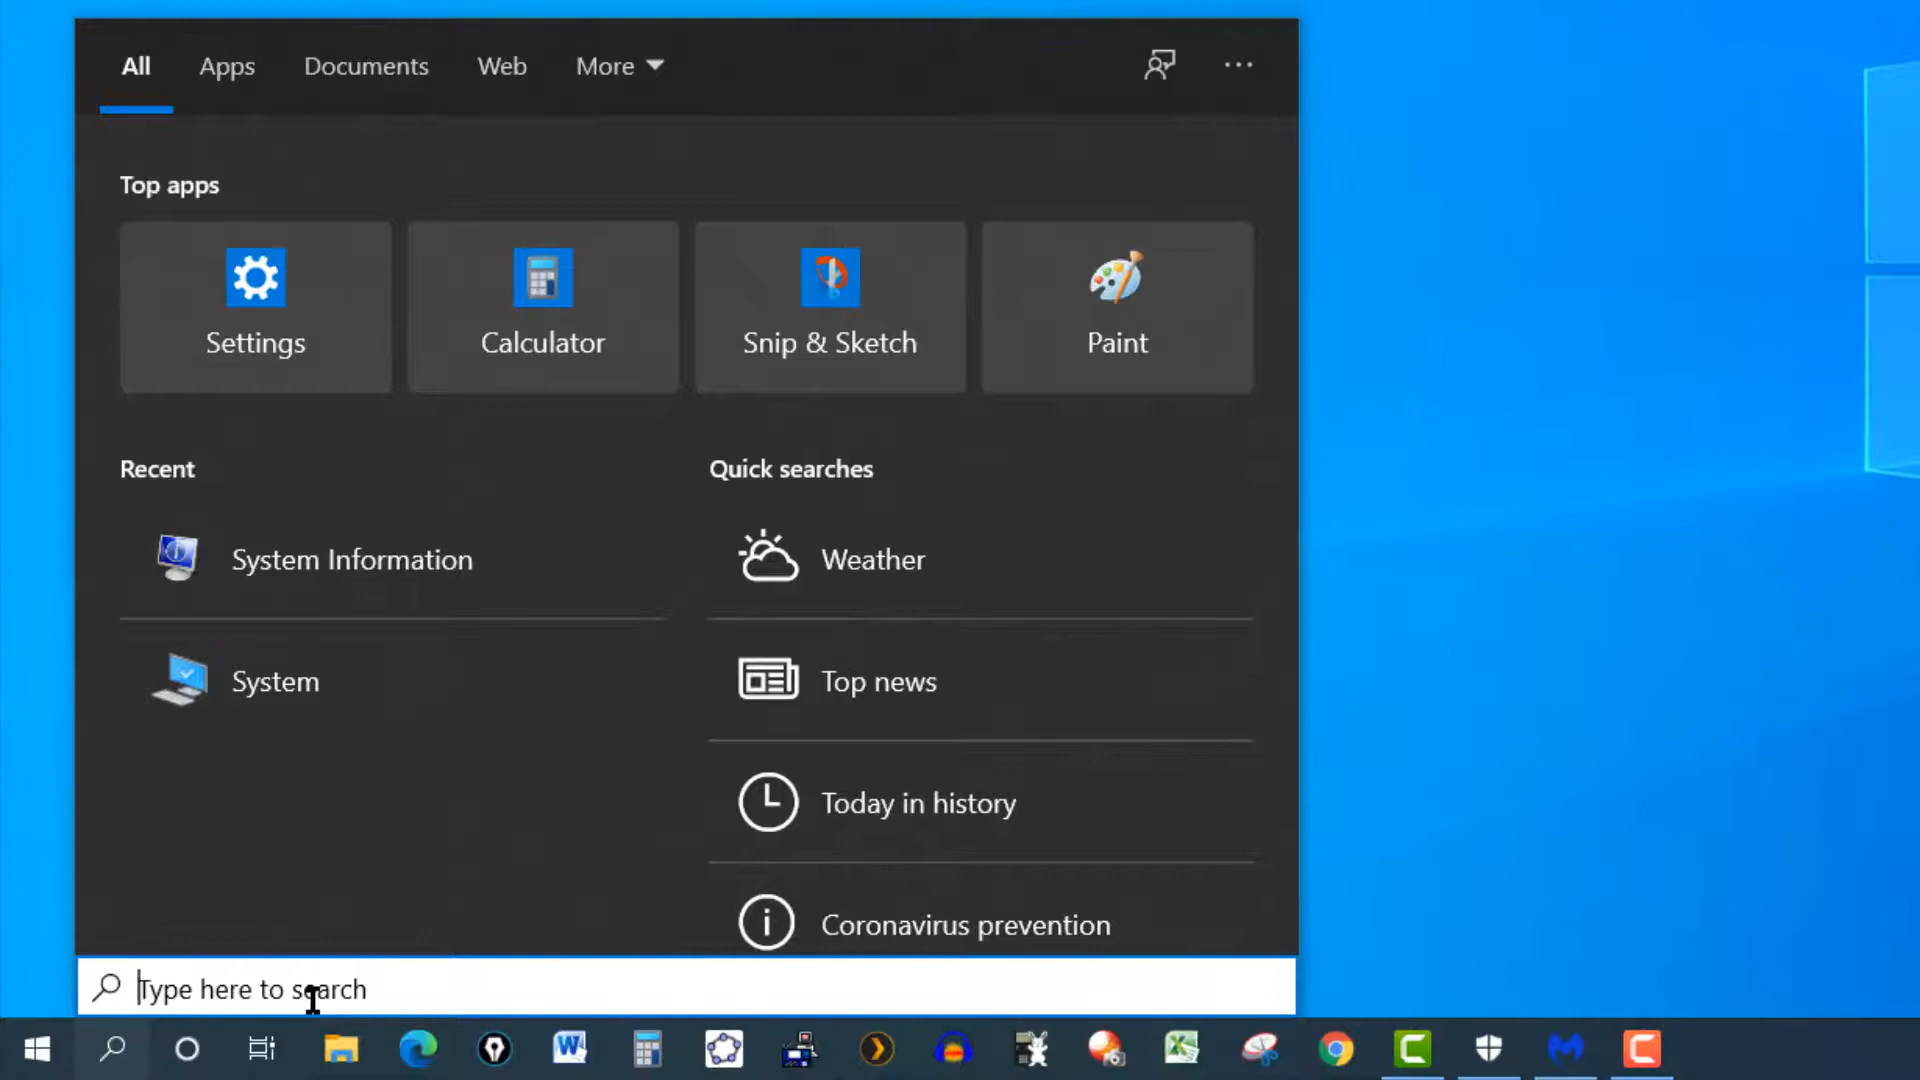 All Apps Documents Web More
Top apps
Settings Calculator Snip & Sketch Paint
Recent
System Information
System
Quick searches
Weather
Top news
Today in history
Coronavirus prevention
Type here to search